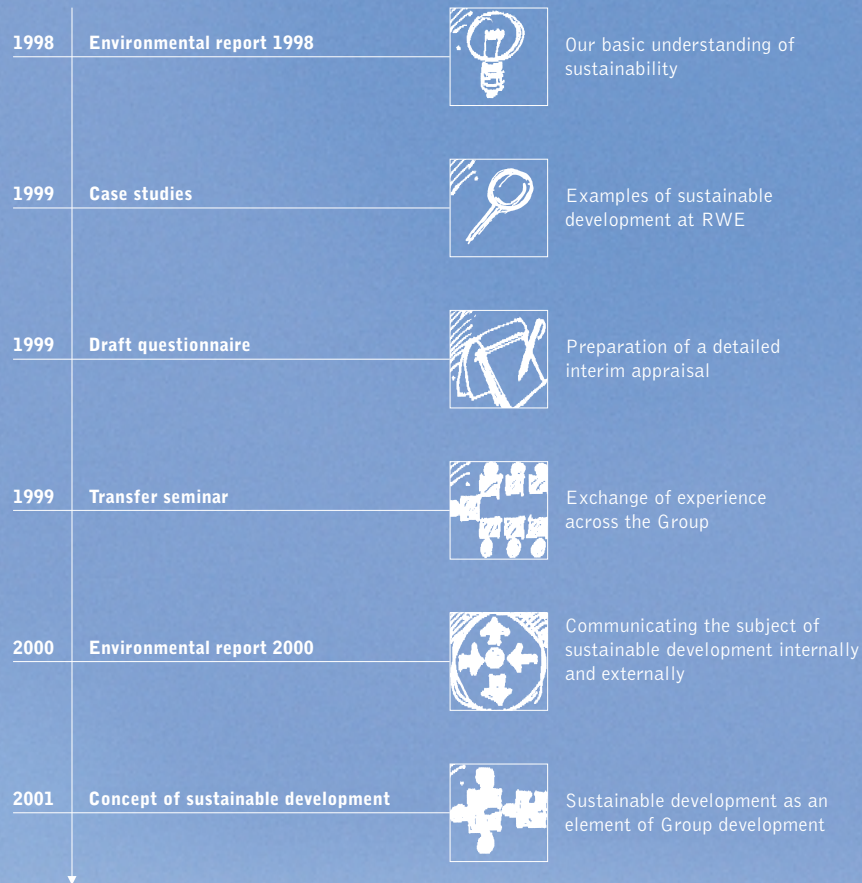 1998 Environmental report 1998
Our basic understanding of
sustainability
1999 Case studies
Examples of sustainable
development at RWE
1999 Draft questionnaire
Preparation of a detailed
interim appraisal
1999 Transfer seminar
Exchange of experience
across the Group
2000 Environmental report 2000
Communicating the subject of
sustainable development internally
and externally
2001 Concept of sustainable development
Sustainable development as an
element of Group development